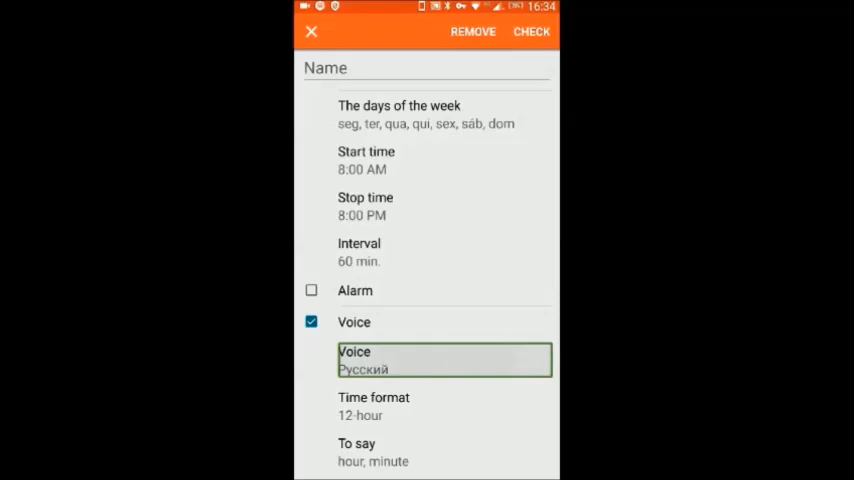 16:34
REMOVE CHECK
Name
The days of the week
seg, ter, qua, qui, sex, sáb, dom
Start time
8:00 AM
Stop time
8:00 PM
Interval
60 min.
Alarm
Voice
Voice
Русский
Time format
12-hour
To say
hour, minute